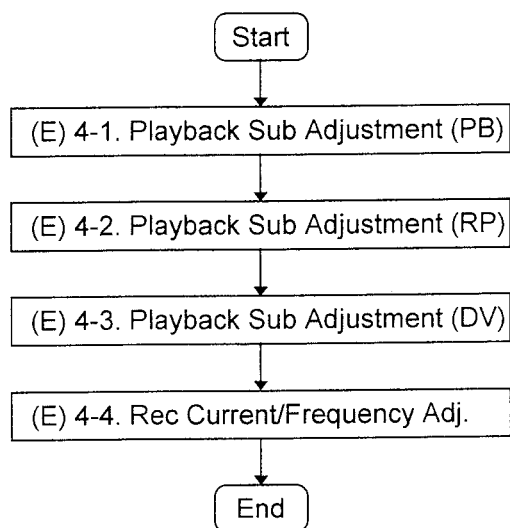 Start
(E) 4-1. Playback Sub Adjustment (PB)
(E) 4-2. Playback Sub Adjustment (RP)
(E) 4-3. Playback Sub Adjustment (DV)
(E) 4-4. Rec Current/Frequency Adj.
End